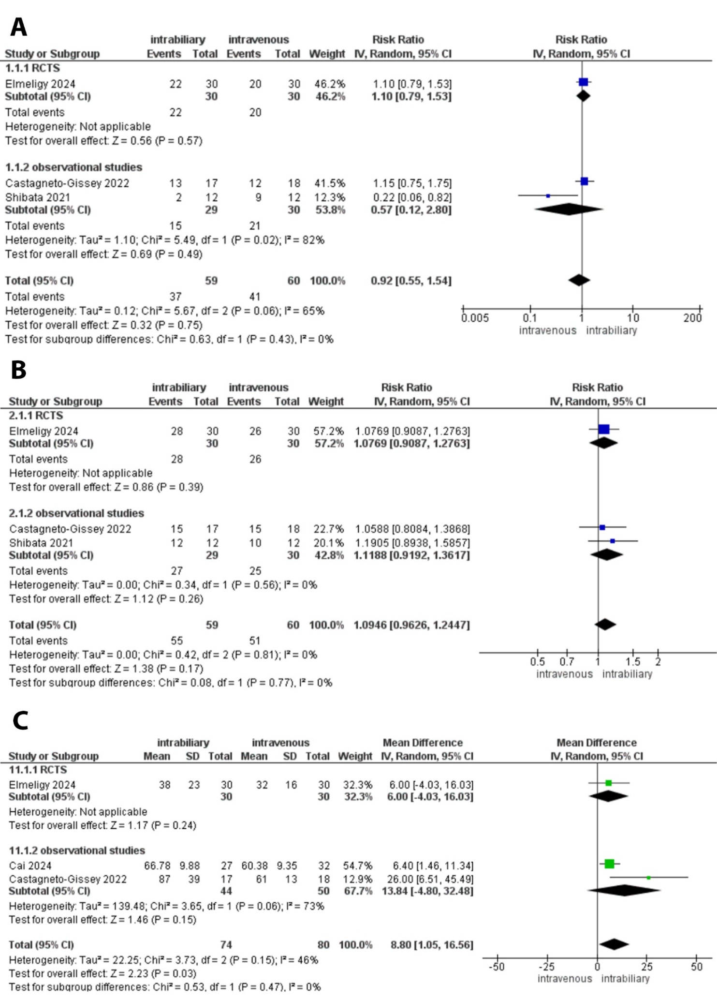 A
intrabiliary intravenous Risk Ratio Risk Ratio
Study or Subgroup Events Total Events Total Weight IV, Random, 95% CI IV, Random, 95% CI
1.1.1 RCTS
Elmeligy 2024 22 30 20 30 46.2% 1.10 [0.79, 1.53]
Subtotal (95% CI) 30 30 46.2% 1.10 [0.79, 1.53]
Total events 22 20
Heterogeneity: Not applicable
Test for overall effect: Z = 0.56 (P = 0.57)
1.1.2 observational studies
Castagneto-Gissey 2022 13 17 12 18 41.5% 1.15 [0.75, 1.75]
Shibata 2021 2 12 9 12 12.3% 0.22 [0.06, 0.82]
Subtotal (95% CI) 29 30 53.8% 0.57 [0.12, 2.80]
Total events 15 21
Heterogeneity: Tau² = 1.10; Chi² = 5.49, df = 1 (P = 0.02); I² = 82%
Test for overall effect: Z = 0.69 (P = 0.49)
Total (95% CI) 59 60 100.0% 0.92 [0.55, 1.54]
Total events 37 41
Heterogeneity: Tau² = 0.12; Chi² = 5.67, df = 2 (P = 0.06); I² = 65%
Test for overall effect: Z = 0.32 (P = 0.75)
Test for subgroup differences: Chi² = 0.63, df = 1 (P = 0.43), I² = 0%
0.005 0.1 1 10 200
intravenous intrabiliary
B
intrabiliary intravenous Risk Ratio Risk Ratio
Study or Subgroup Events Total Events Total Weight IV, Random, 95% CI IV, Random, 95% CI
2.1.1 RCTS
Elmeligy 2024 28 30 26 30 57.2% 1.0769 [0.9087, 1.2763]
Subtotal (95% CI) 30 30 57.2% 1.0769 [0.9087, 1.2763]
Total events 28 26
Heterogeneity: Not applicable
Test for overall effect: Z = 0.86 (P = 0.39)
2.1.2 observational studies
Castagneto-Gissey 2022 15 17 15 18 22.7% 1.0588 [0.8084, 1.3868]
Shibata 2021 12 12 10 12 20.1% 1.1905 [0.8938, 1.5857]
Subtotal (95% CI) 29 30 42.8% 1.1188 [0.9192, 1.3617]
Total events 27 25
Heterogeneity: Tau² = 0.00; Chi² = 0.34, df = 1 (P = 0.56); I² = 0%
Test for overall effect: Z = 1.12 (P = 0.26)
Total (95% CI) 59 60 100.0% 1.0946 [0.9626, 1.2447]
Total events 55 51
Heterogeneity: Tau² = 0.00; Chi² = 0.42, df = 2 (P = 0.81); I² = 0%
Test for overall effect: Z = 1.38 (P = 0.17)
Test for subgroup differences: Chi² = 0.08, df = 1 (P = 0.77), I² = 0%
0.5 0.7 1 1.5 2
intravenous intrabiliary
C
intrabiliary intravenous Mean Difference Mean Difference
Study or Subgroup Mean SD Total Mean SD Total Weight IV, Random, 95% CI IV, Random, 95% CI
11.1.1 RCTS
Elmeligy 2024 38 23 30 32 16 30 32.3% 6.00 [-4.03, 16.03]
Subtotal (95% CI) 30 30 32.3% 6.00 [-4.03, 16.03]
Heterogeneity: Not applicable
Test for overall effect: Z = 1.17 (P = 0.24)
11.1.2 observational studies
Cai 2024 66.78 9.88 27 60.38 9.35 32 54.7% 6.40 [1.46, 11.34]
Castagneto-Gissey 2022 87 39 17 61 13 18 12.9% 26.00 [6.51, 45.49]
Subtotal (95% CI) 44 50 67.7% 13.84 [-4.80, 32.48]
Heterogeneity: Tau² = 139.48; Chi² = 3.65, df = 1 (P = 0.06); I² = 73%
Test for overall effect: Z = 1.46 (P = 0.15)
Total (95% CI) 74 80 100.0% 8.80 [1.05, 16.56]
Heterogeneity: Tau² = 22.25; Chi² = 3.73, df = 2 (P = 0.15); I² = 46%
Test for overall effect: Z = 2.23 (P = 0.03)
Test for subgroup differences: Chi² = 0.53, df = 1 (P = 0.47), I² = 0%
-50 -25 0 25 50
intravenous intrabiliary